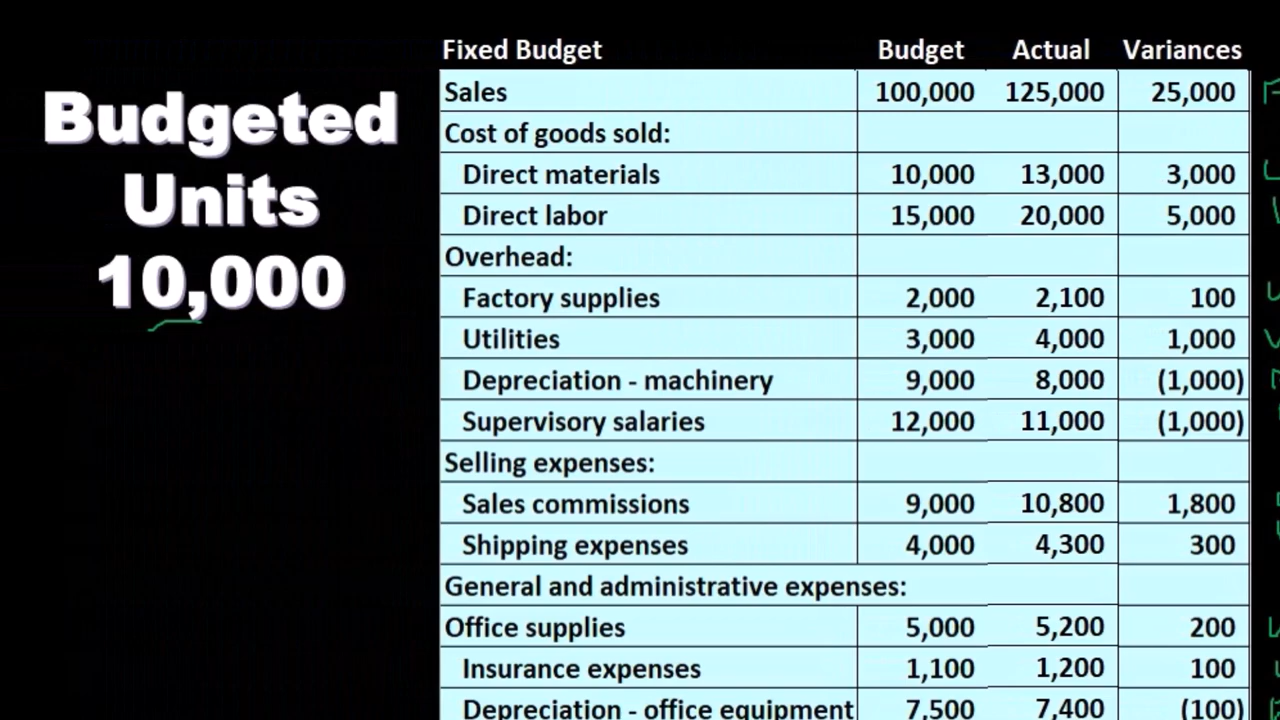 Budgeted
Units
10,000
Fixed Budget Budget Actual Variances
Sales 100,000 125,000 25,000
Cost of goods sold:
Direct materials 10,000 13,000 3,000
Direct labor 15,000 20,000 5,000
Overhead:
Factory supplies 2,000 2,100 100
Utilities 3,000 4,000 1,000
Depreciation - machinery 9,000 8,000 (1,000)
Supervisory salaries 12,000 11,000 (1,000)
Selling expenses:
Sales commissions 9,000 10,800 1,800
Shipping expenses 4,000 4,300 300
General and administrative expenses:
Office supplies 5,000 5,200 200
Insurance expenses 1,100 1,200 100
Depreciation - office equipment 7,500 7,400 (100)